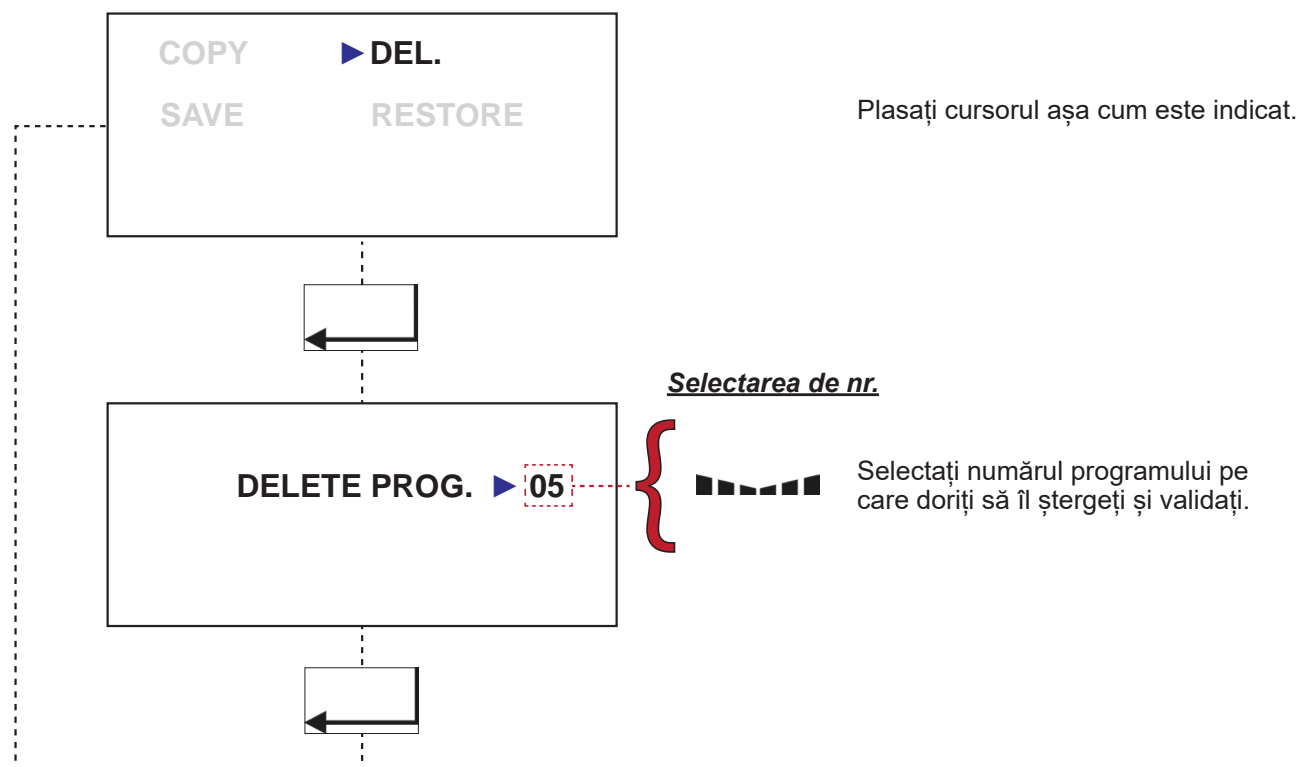 COPY ►DEL.
SAVE RESTORE
Plasați cursorul așa cum este indicat.
Selectarea de nr.
DELETE PROG. ► 05
Selectați numărul programului pe
care doriți să îl ștergeți și validați.